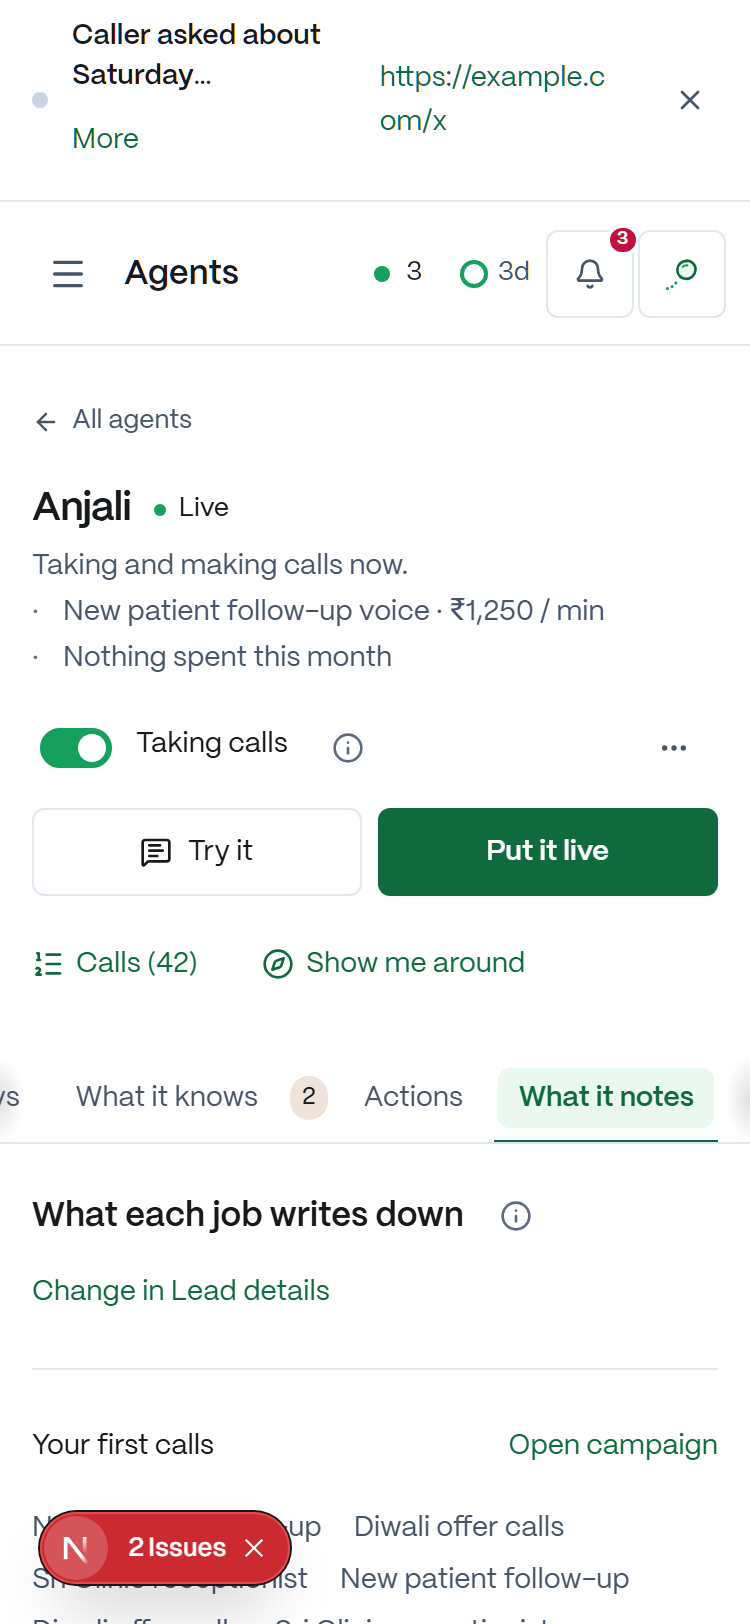 Caller asked about
Saturday...
More
https://example.c
om/x
Agents
3
3d
3
All agents
Anjali
Live
Taking and making calls now.
· New patient follow-up voice · ₹1,250 / min
· Nothing spent this month
Taking calls
Try it
Put it live
Calls (42)
Show me around
What it knows
2
Actions
What it notes
What each job writes down
Change in Lead details
Your first calls
Open campaign
Diwali offer calls
2 Issues
New patient follow-up